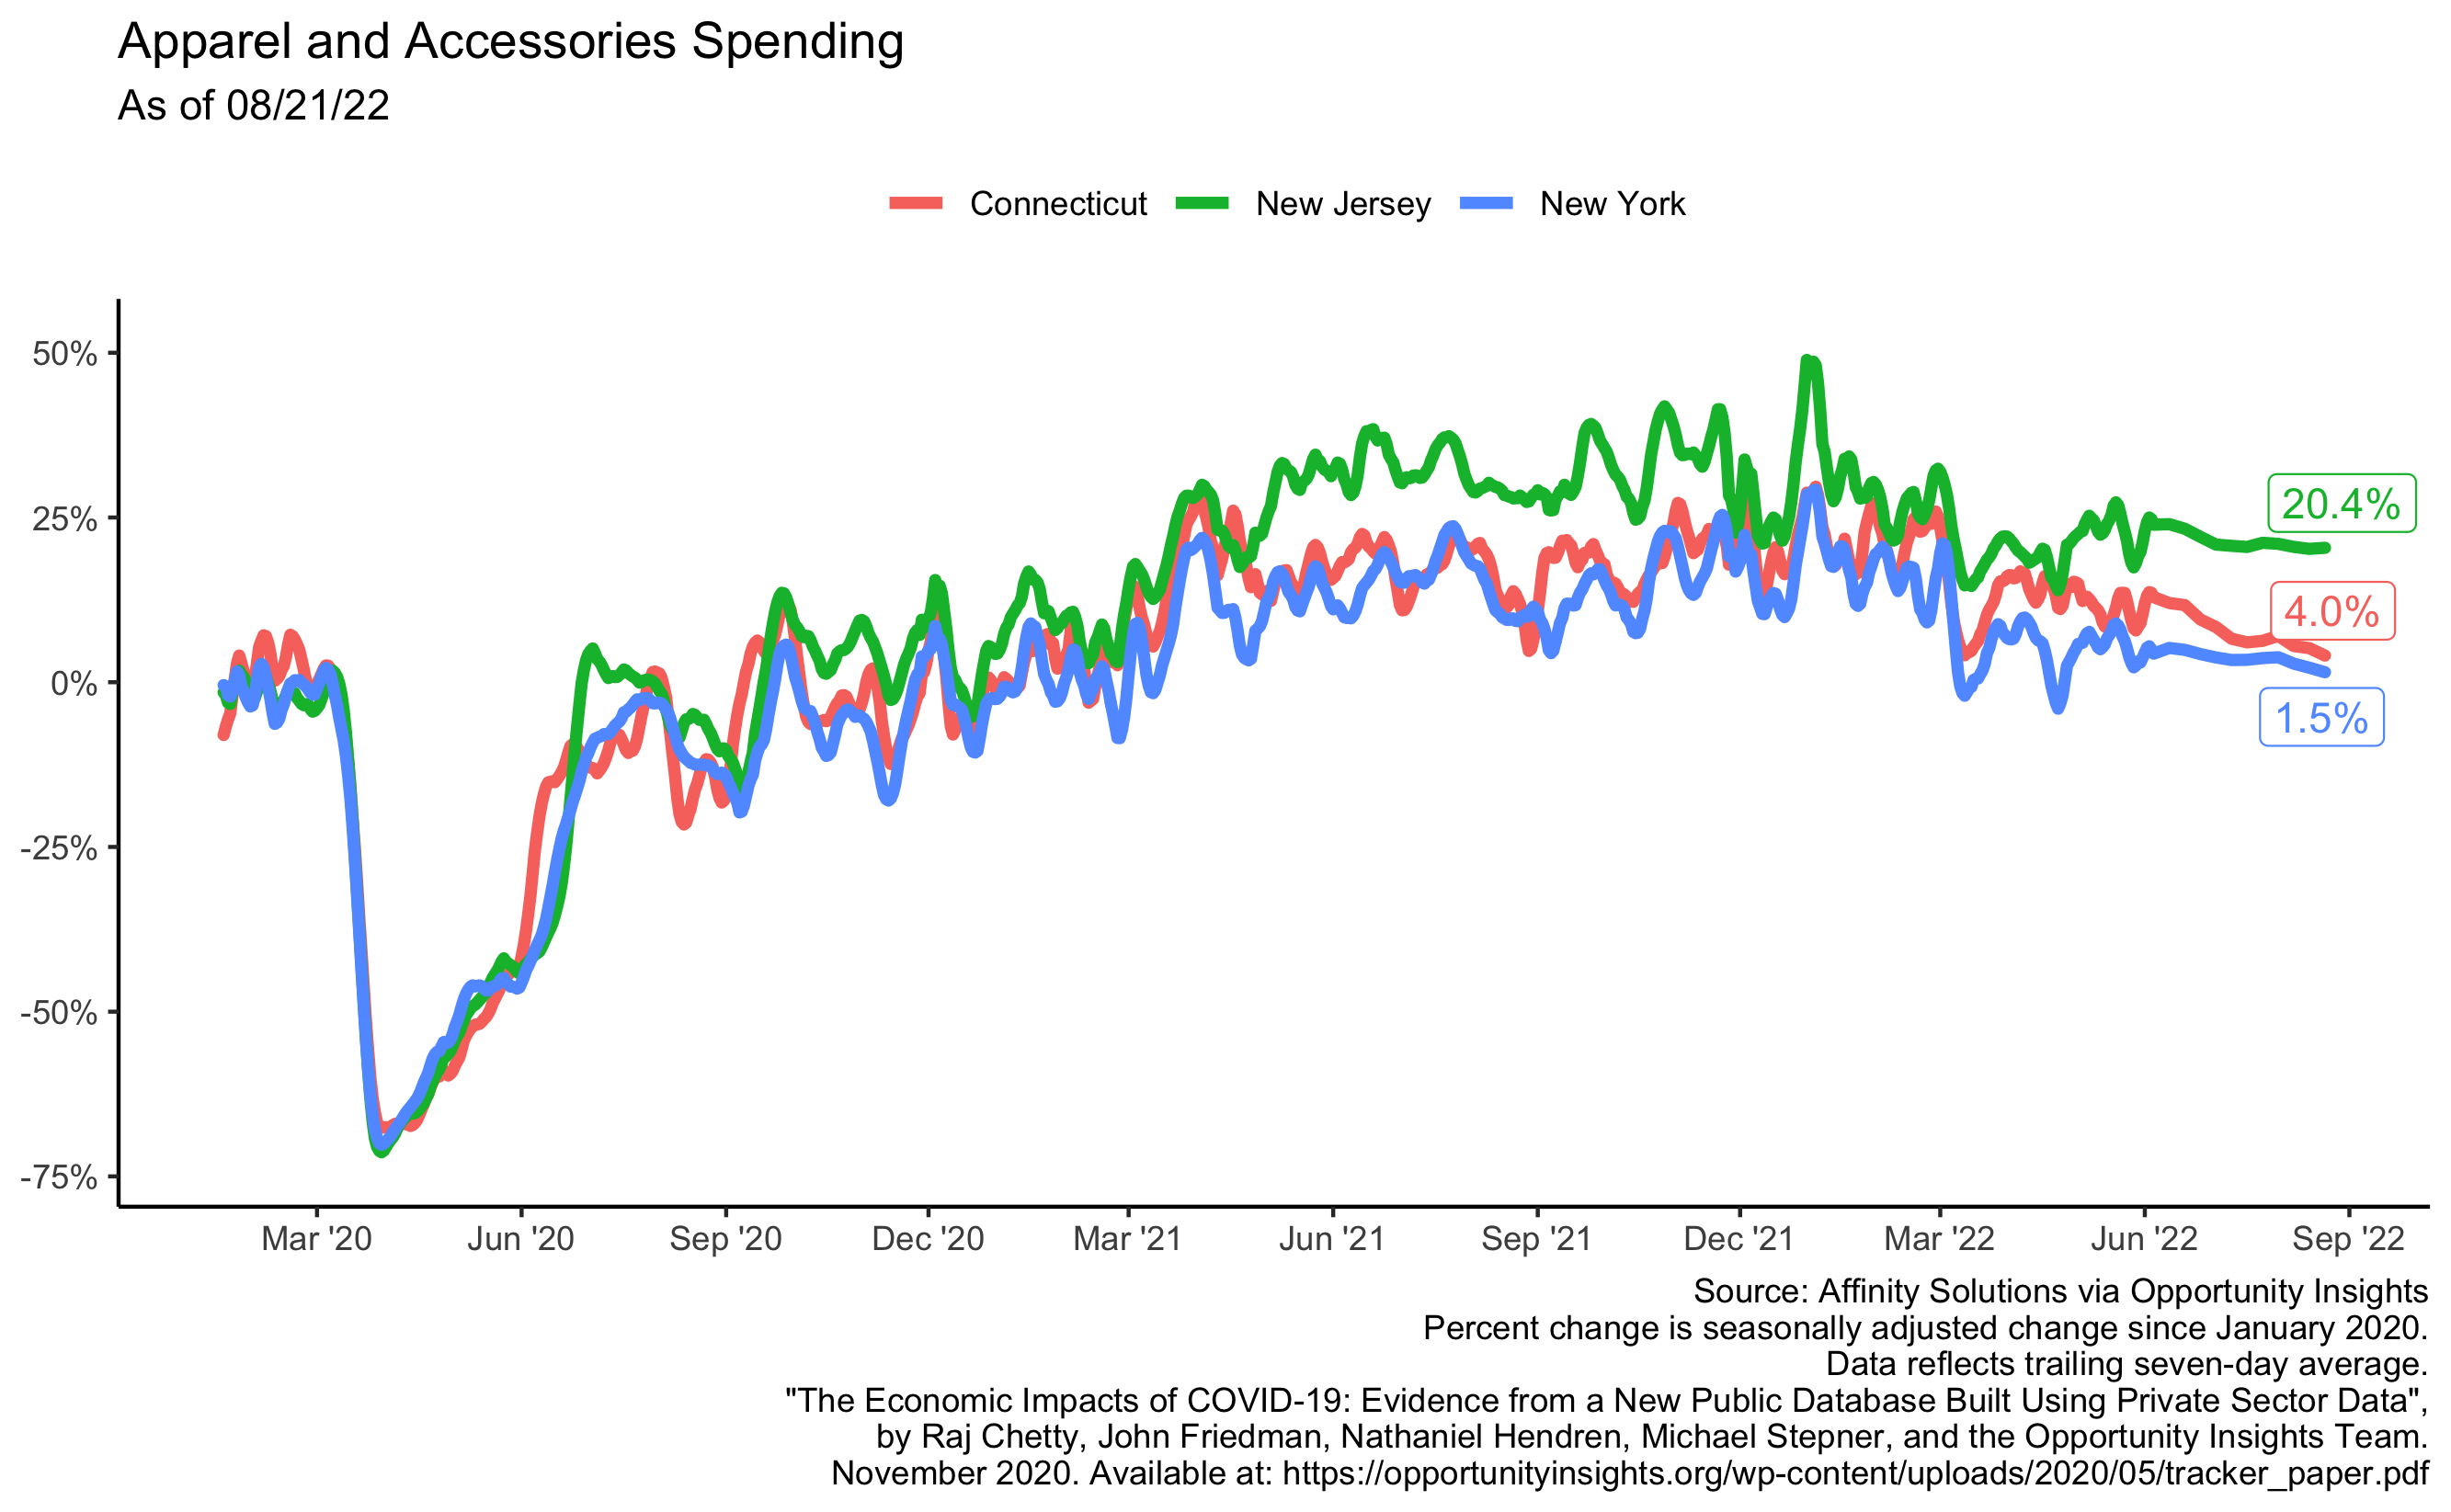 Apparel and Accessories Spending
As of 08/21/22
Connecticut New Jersey New York
50%
25%
0%
-25%
-50%
-75%
20.4%
4.0%
1.5%
Mar '20 Jun '20 Sep '20 Dec '20 Mar '21 Jun '21 Sep '21 Dec '21 Mar '22 Jun '22 Sep '22
Source: Affinity Solutions via Opportunity Insights
Percent change is seasonally adjusted change since January 2020.
Data reflects trailing seven-day average.
"The Economic Impacts of COVID-19: Evidence from a New Public Database Built Using Private Sector Data",
by Raj Chetty, John Friedman, Nathaniel Hendren, Michael Stepner, and the Opportunity Insights Team.
November 2020. Available at: https://opportunityinsights.org/wp-content/uploads/2020/05/tracker_paper.pdf